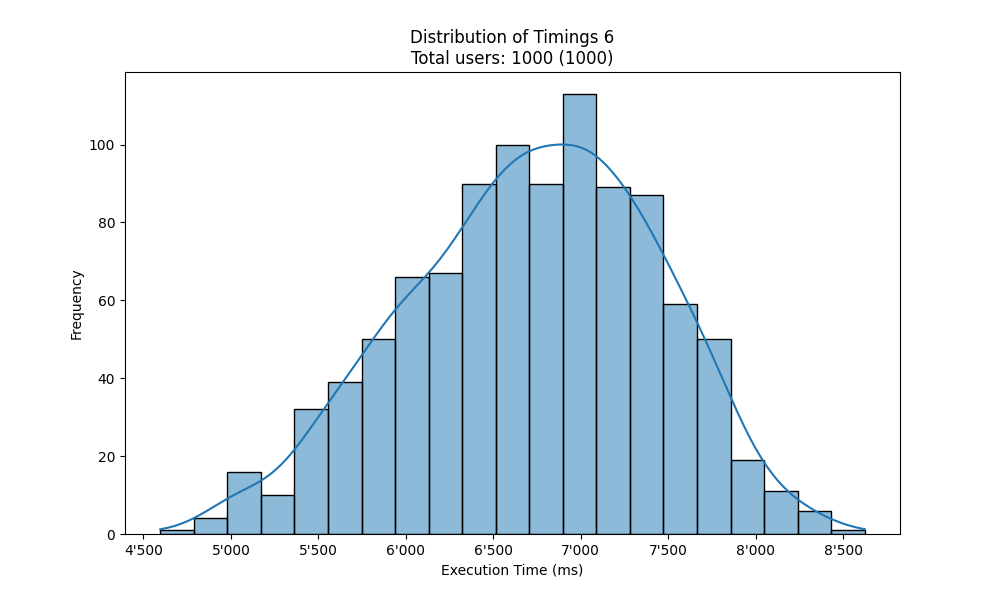 Distribution of Timings 6
Total users: 1000 (1000)
Frequency
100
80
60
40
20
0
4'500 5'000 5'500 6'000 6'500 7'000 7'500 8'000 8'500
Execution Time (ms)